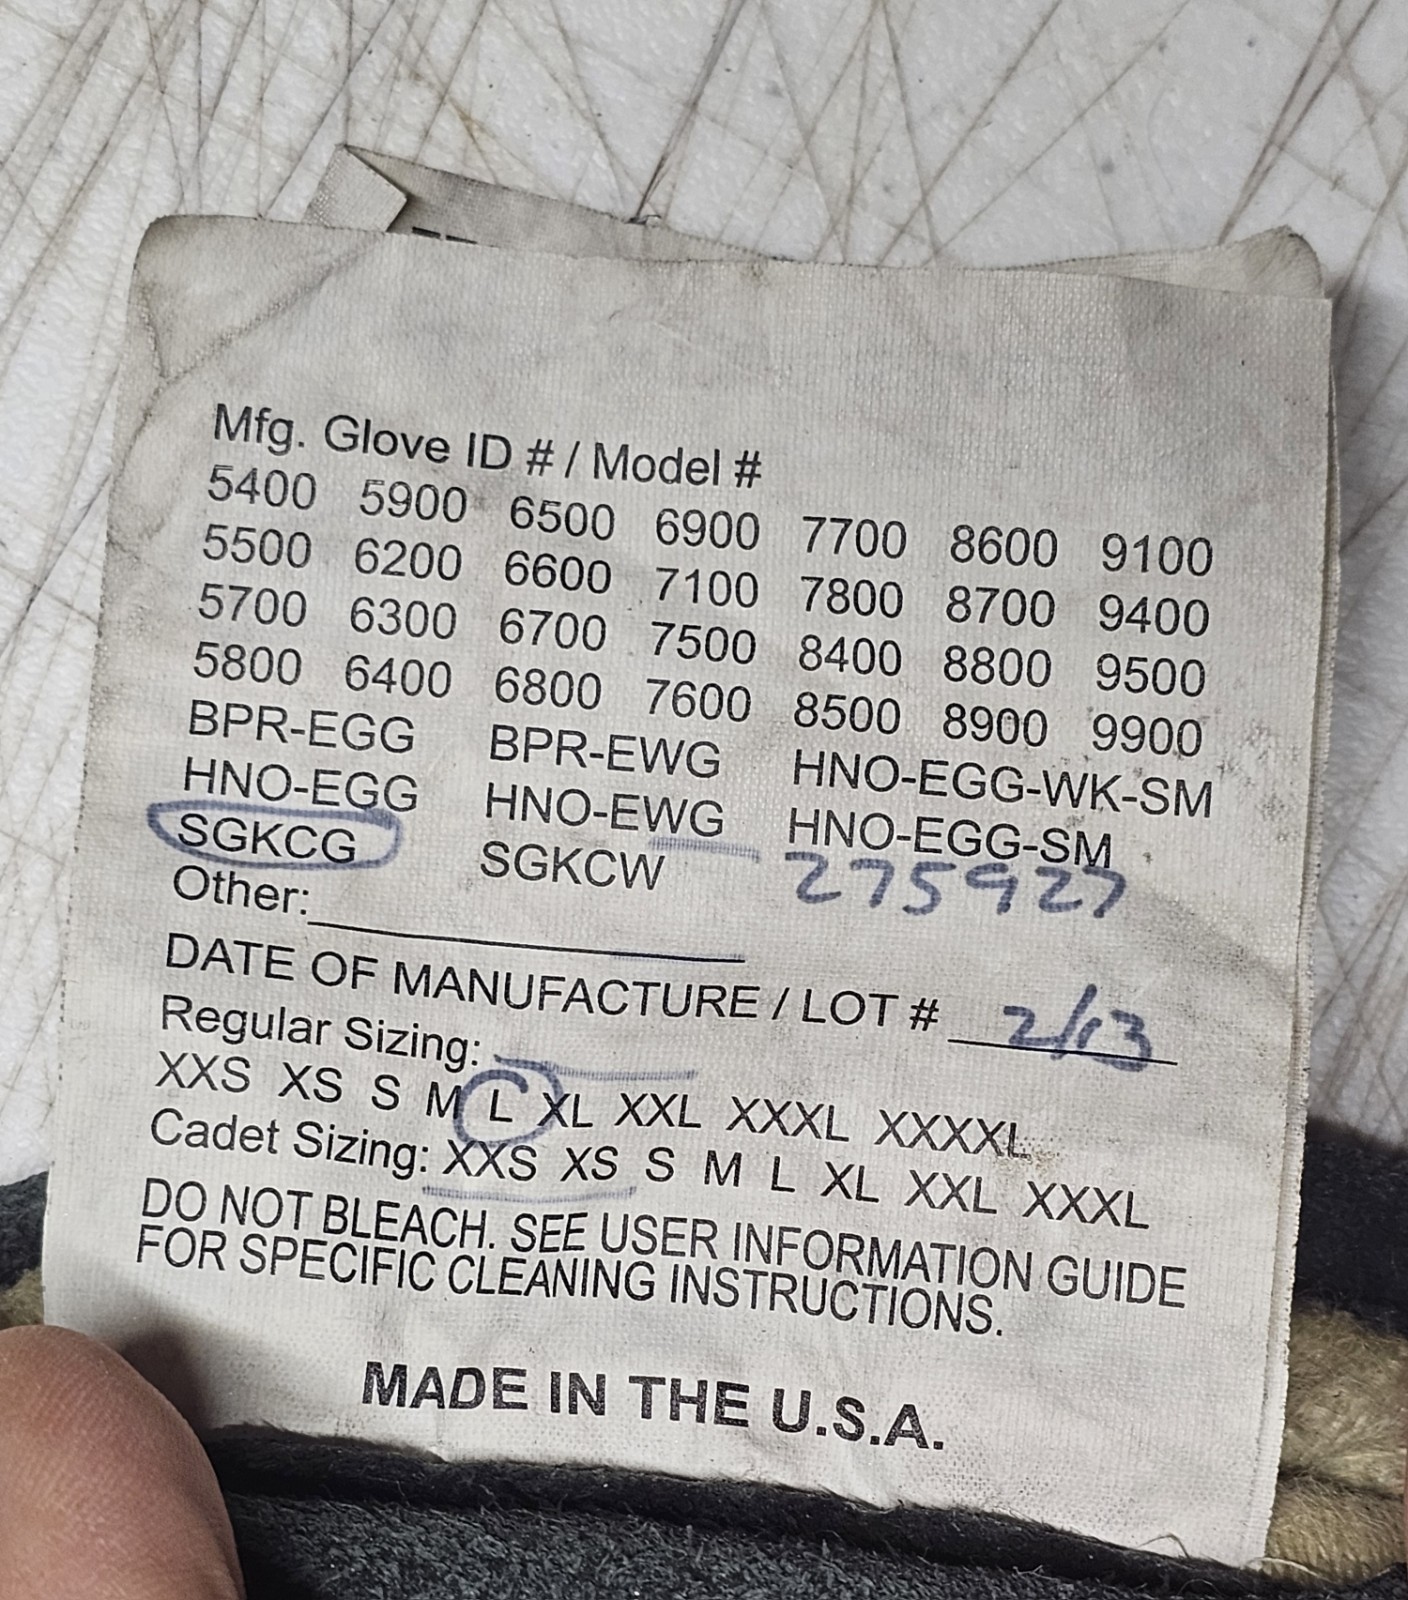 Mfg. Glove ID # / Model #
5400 5900 6500 6900 7700 8600 9100
5500 6200 6600 7100 7800 8700 9400
5700 6300 6700 7500 8400 8800 9500
5800 6400 6800 7600 8500 8900 9900
BPR-EGG BPR-EWG HNO-EGG-WK-SM
HNO-EGG HNO-EWG HNO-EGG-SM
SGKCG SGKCW 275927
Other:
DATE OF MANUFACTURE / LOT # 2/13
Regular Sizing:
XXS XS S M L XL XXL XXXL XXXXL
Cadet Sizing: XXS XS S M L XL XXL XXXL
DO NOT BLEACH. SEE USER INFORMATION GUIDE
FOR SPECIFIC CLEANING INSTRUCTIONS.
MADE IN THE U.S.A.